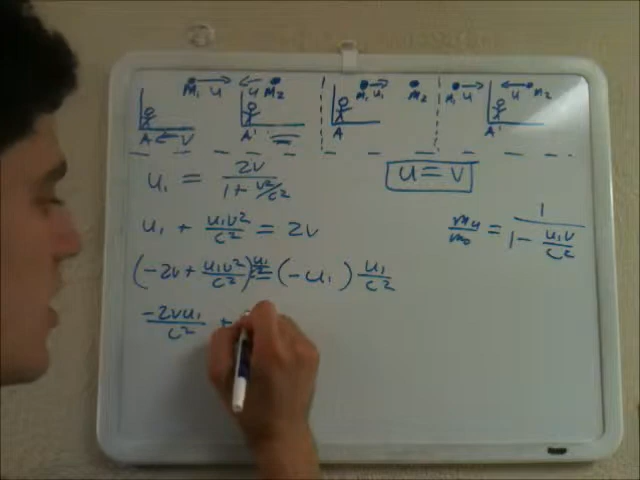 m₁ u u m₂ m₁ u₁ m₂ m₁ u m₂
A ← v A' A A'
u₁ = 2v / (1 + v²/c²)
u = v
u₁ + u₁v²/c² = 2v
m_u/m₀ = 1 / (1 - u₁v/c²)
(-2v + u₁v²/c²) u₁/c² = (-u₁) u₁/c²
-2vu₁/c² +